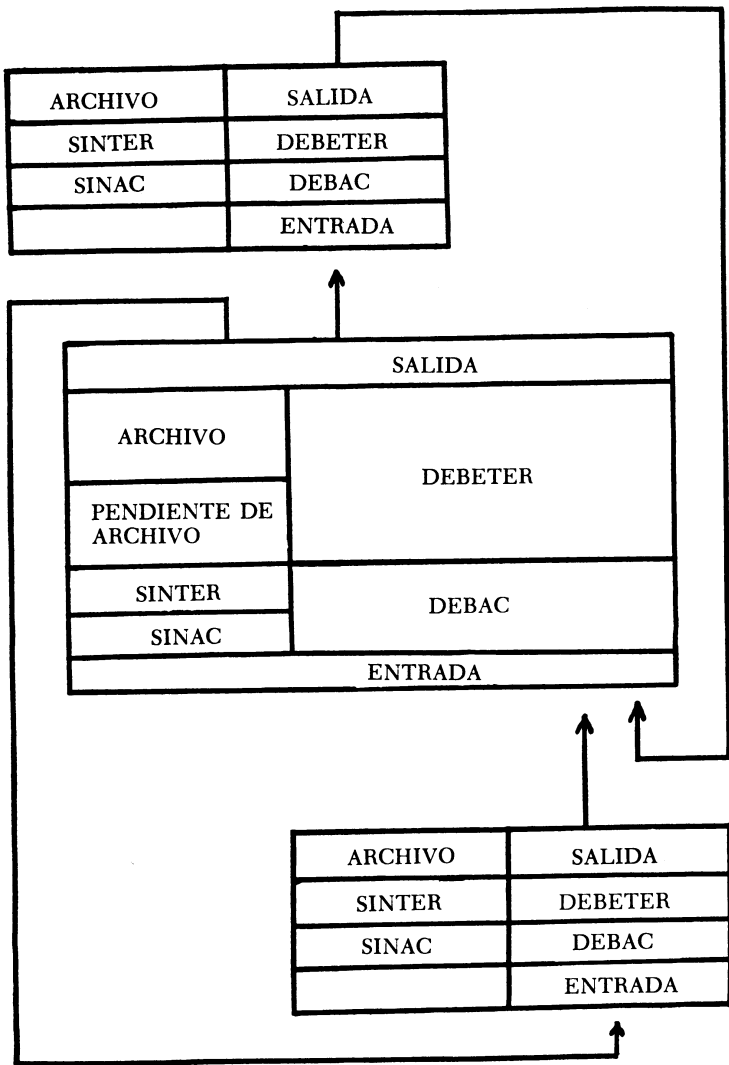 ARCHIVO SALIDA
SINTER DEBETER
SINAC DEBAC
ENTRADA
SALIDA
ARCHIVO
DEBETER
PENDIENTE DE
ARCHIVO
SINTER
DEBAC
SINAC
ENTRADA
ARCHIVO SALIDA
SINTER DEBETER
SINAC DEBAC
ENTRADA